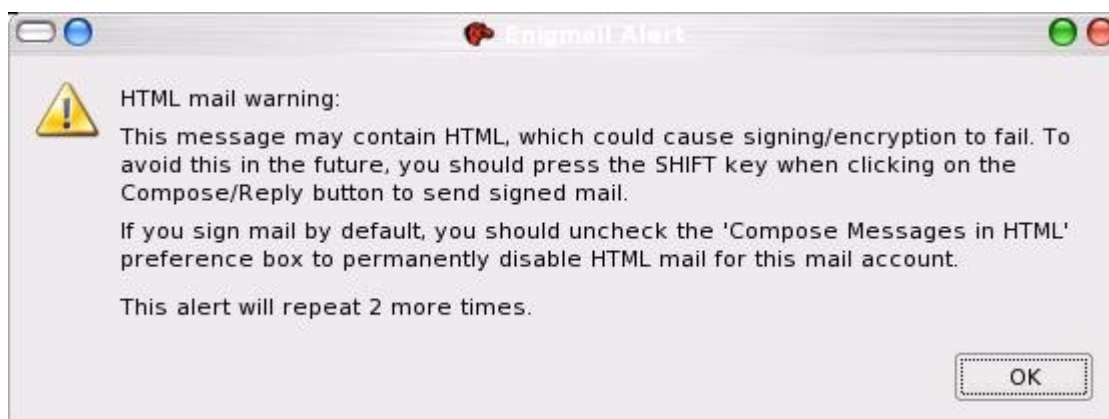 Enigmail Alert
HTML mail warning:
This message may contain HTML, which could cause signing/encryption to fail. To
avoid this in the future, you should press the SHIFT key when clicking on the
Compose/Reply button to send signed mail.
If you sign mail by default, you should uncheck the 'Compose Messages in HTML'
preference box to permanently disable HTML mail for this mail account.
This alert will repeat 2 more times.
OK